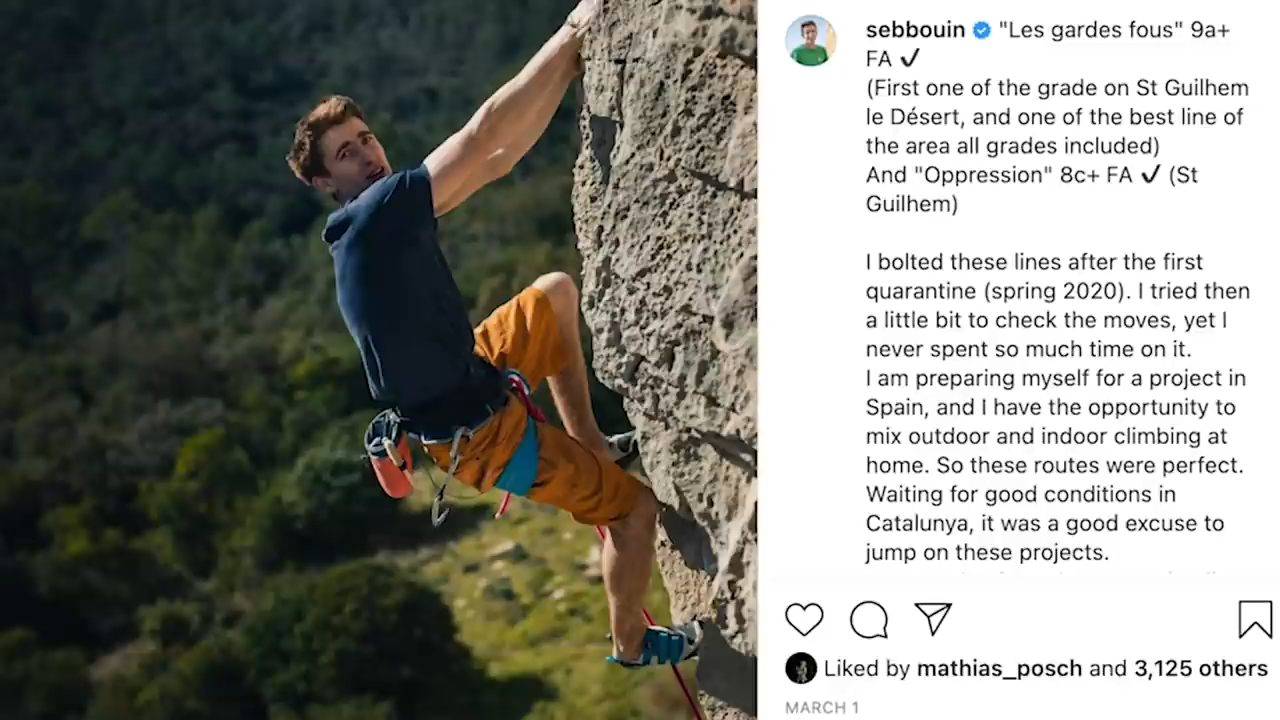 sebbouin "Les gardes fous" 9a+
FA ✔
(First one of the grade on St Guilhem
le Désert, and one of the best line of
the area all grades included)
And "Oppression" 8c+ FA ✔ (St
Guilhem)
I bolted these lines after the first
quarantine (spring 2020). I tried then
a little bit to check the moves, yet I
never spent so much time on it.
I am preparing myself for a project in
Spain, and I have the opportunity to
mix outdoor and indoor climbing at
home. So these routes were perfect.
Waiting for good conditions in
Catalunya, it was a good excuse to
jump on these projects.
Liked by mathias_posch and 3,125 others
MARCH 1